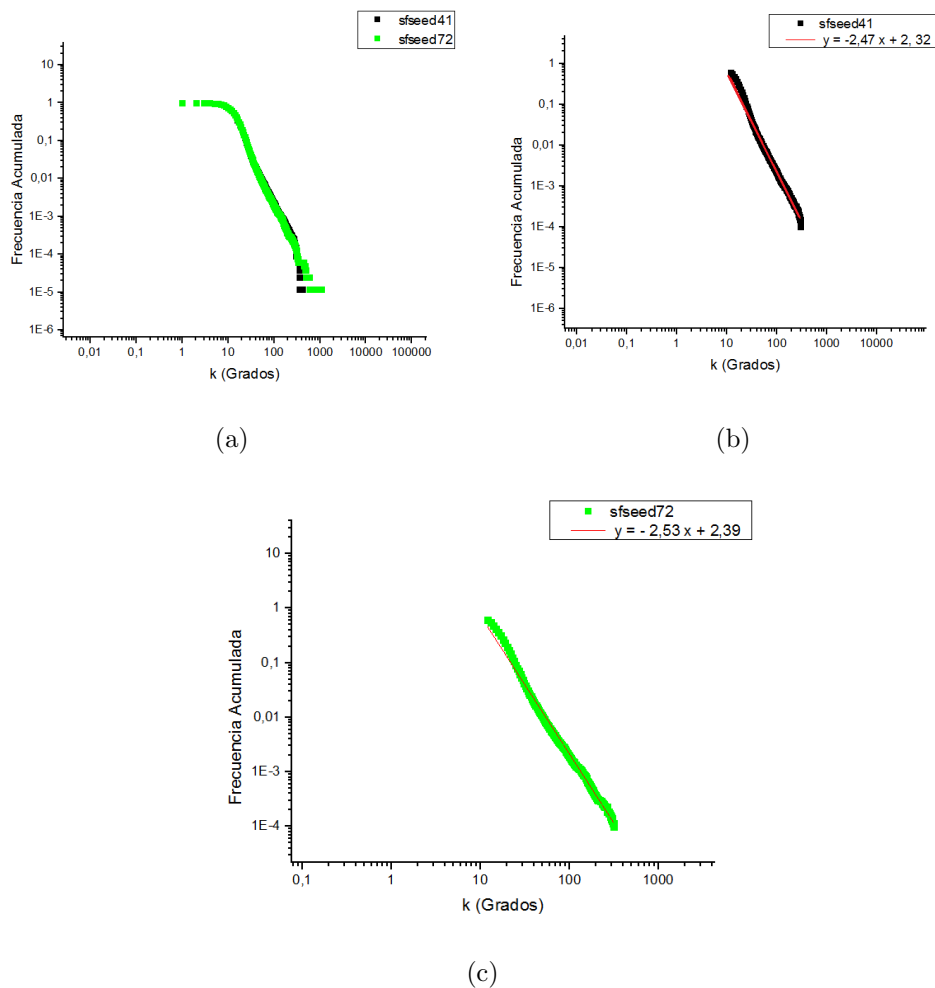 sfseed41
sfseed72
Frecuencia Acumulada
1
0,1
0,01
1E-3
1E-4
1E-5
1E-6
0,01 0,1 1 10 100 1000 10000 100000
k (Grados)
(a)
sfseed41
y = -2,47 x + 2, 32
Frecuencia Acumulada
1
0,1
0,01
1E-3
1E-4
1E-5
1E-6
0,01 0,1 1 10 100 1000 10000
k (Grados)
(b)
sfseed72
y = - 2,53 x + 2,39
Frecuencia Acumulada
10
1
0,1
0,01
1E-3
1E-4
0,1 1 10 100 1000
k (Grados)
(c)